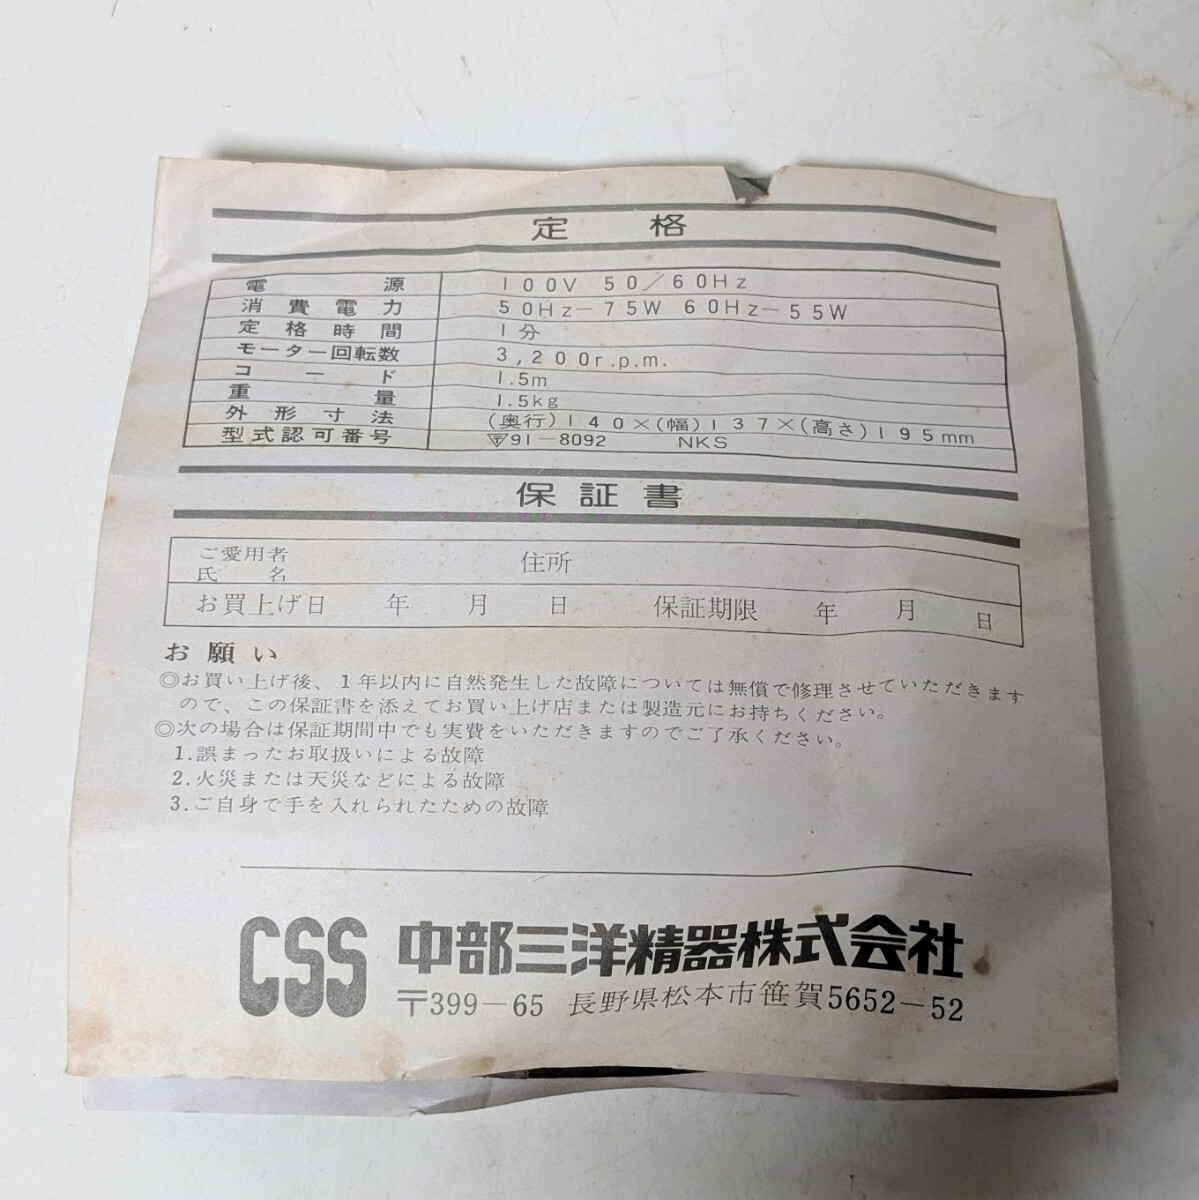 定格
電源 100V 50/60Hz
消費電力 50Hz-75W 60Hz-55W
定格時間 1分
モーター回転数 3,200r.p.m.
コード 1.5m
重量 1.5kg
外形寸法 (奥行)140×(幅)137×(高さ)195mm
型式認可番号 91-8092 NKS
保証書
ご愛用者
氏名 住所
お買上げ日 年 月 日 保証期限 年 月 日
お願い
◎お買い上げ後、1年以内に自然発生した故障については無償で修理させていただきます
ので、この保証書を添えてお買い上げ店または製造元にお持ちください。
◎次の場合は保証期間中でも実費をいただきますのでご了承ください。
1.誤まったお取扱いによる故障
2.火災または天災などによる故障
3.ご自身で手を入れられたための故障
CSS 中部三洋精器株式会社
〒399-65 長野県松本市笹賀5652-52